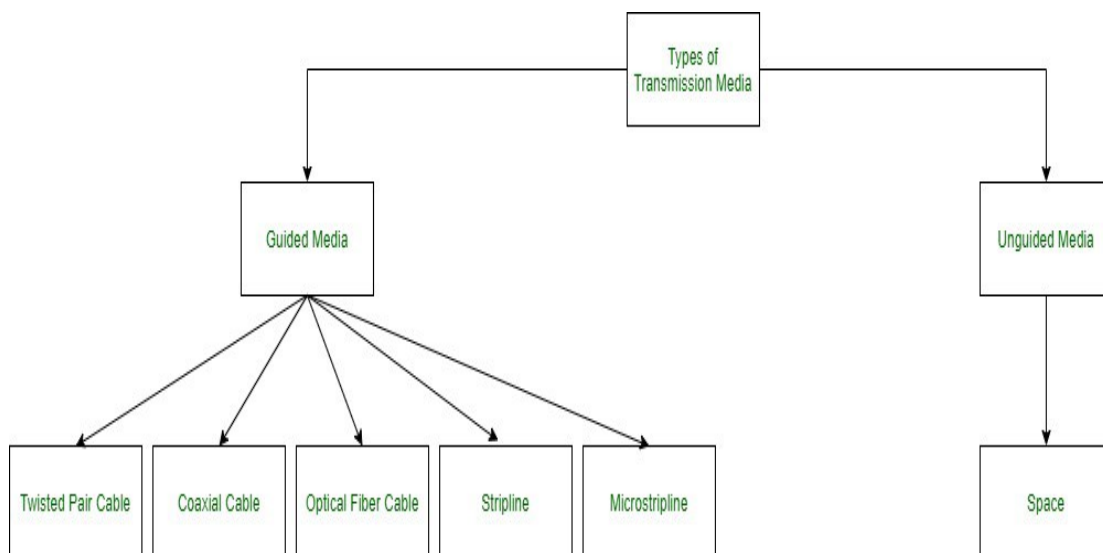 Types of
Transmission Media
Guided Media
Unguided Media
Twisted Pair Cable
Coaxial Cable
Optical Fiber Cable
Stripline
Microstripline
Space